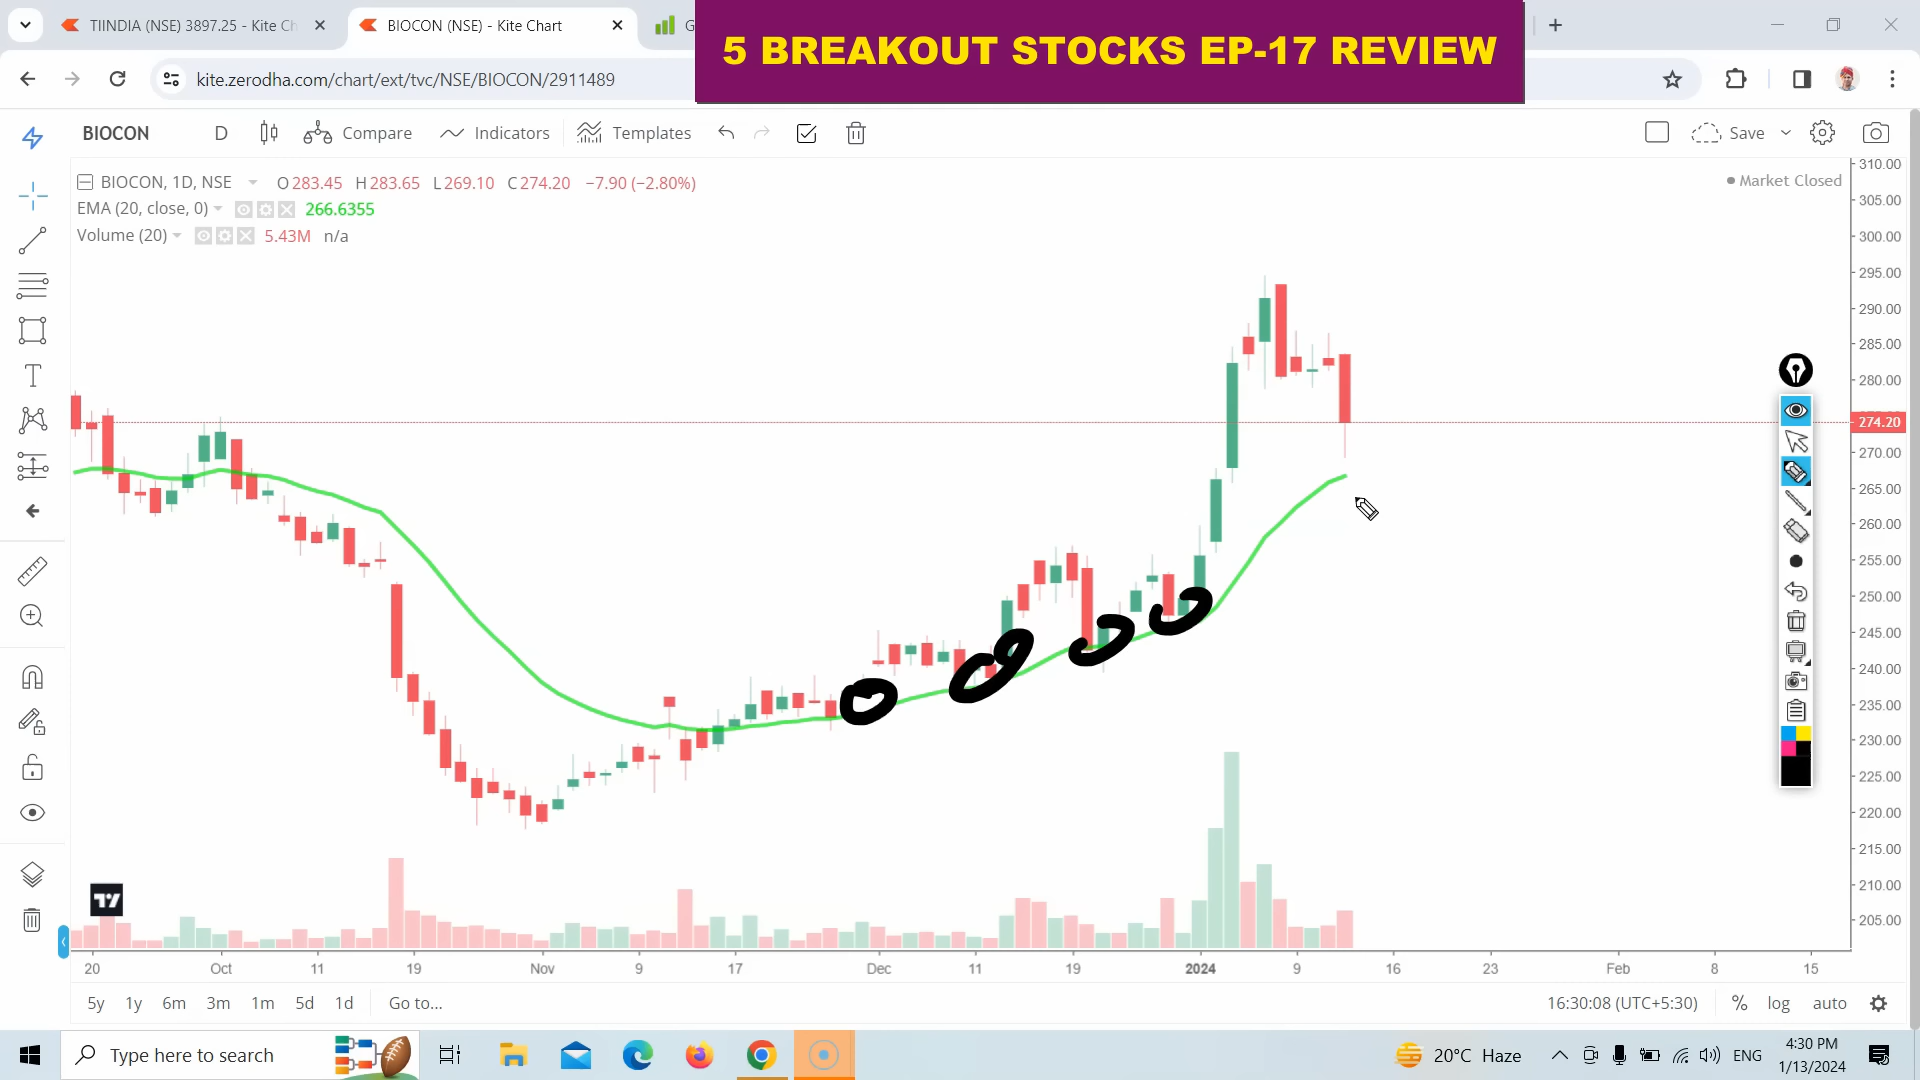 TIINDIA (NSE) 3897.25 - Kite Ch
BIOCON (NSE) - Kite Chart
G
5 BREAKOUT STOCKS EP-17 REVIEW
kite.zerodha.com/chart/ext/tvc/NSE/BIOCON/2911489
BIOCON D Compare Indicators Templates Save
BIOCON, 1D, NSE O283.45 H283.65 L269.10 C274.20 −7.90 (−2.80%)
Market Closed
EMA (20, close, 0) 266.6355
Volume (20) 5.43M n/a
310.00
305.00
300.00
295.00
290.00
285.00
280.00
274.20
270.00
265.00
260.00
255.00
250.00
245.00
240.00
235.00
230.00
225.00
220.00
215.00
210.00
205.00
20 Oct 11 19 Nov 9 17 Dec 11 19 2024 9 16 23 Feb 8 15
5y 1y 6m 3m 1m 5d 1d Go to... 16:30:08 (UTC+5:30) % log auto
Type here to search
20°C Haze
ENG
4:30 PM
1/13/2024